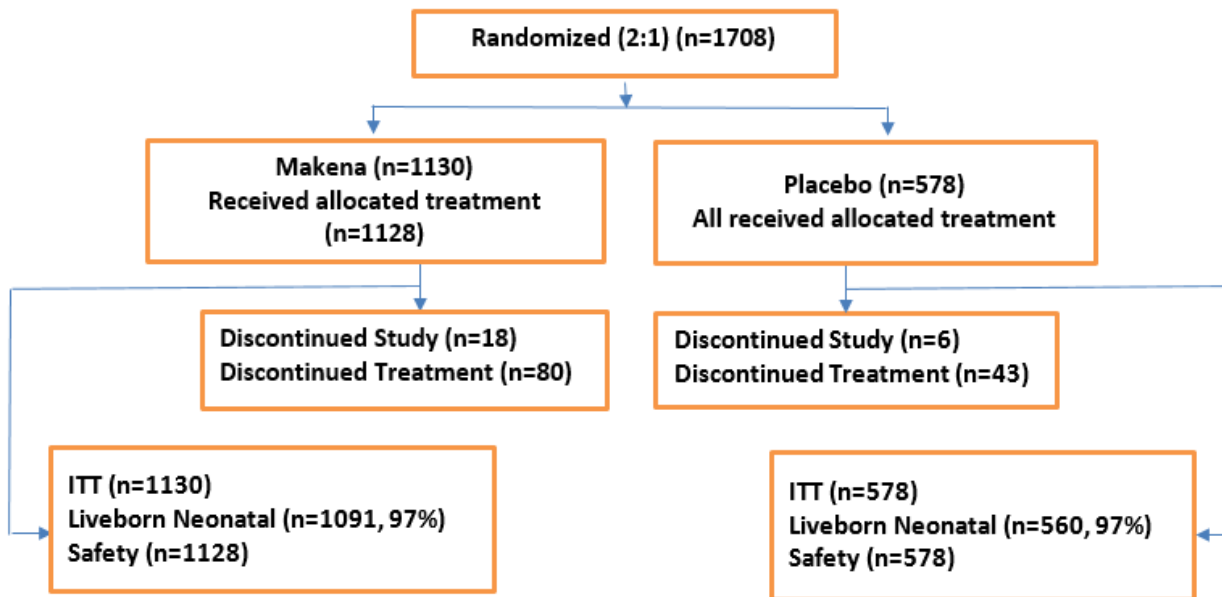 Randomized (2:1) (n=1708)
Makena (n=1130)
Received allocated treatment
(n=1128)
Placebo (n=578)
All received allocated treatment
Discontinued Study (n=18)
Discontinued Treatment (n=80)
Discontinued Study (n=6)
Discontinued Treatment (n=43)
ITT (n=1130)
Liveborn Neonatal (n=1091, 97%)
Safety (n=1128)
ITT (n=578)
Liveborn Neonatal (n=560, 97%)
Safety (n=578)